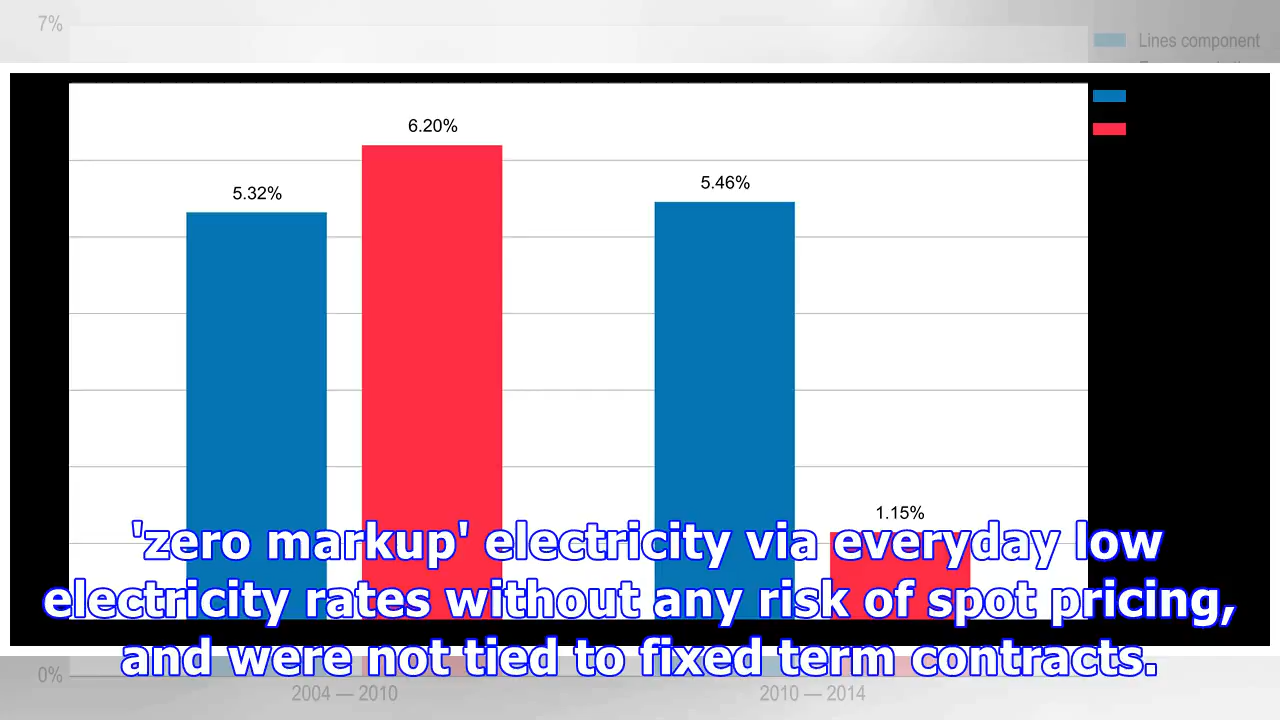 7%
Lines component
6.20%
5.32%
5.46%
1.15%
'zero markup' electricity via everyday low
electricity rates without any risk of spot pricing,
and were not tied to fixed term contracts.
0%
2004 — 2010
2010 — 2014